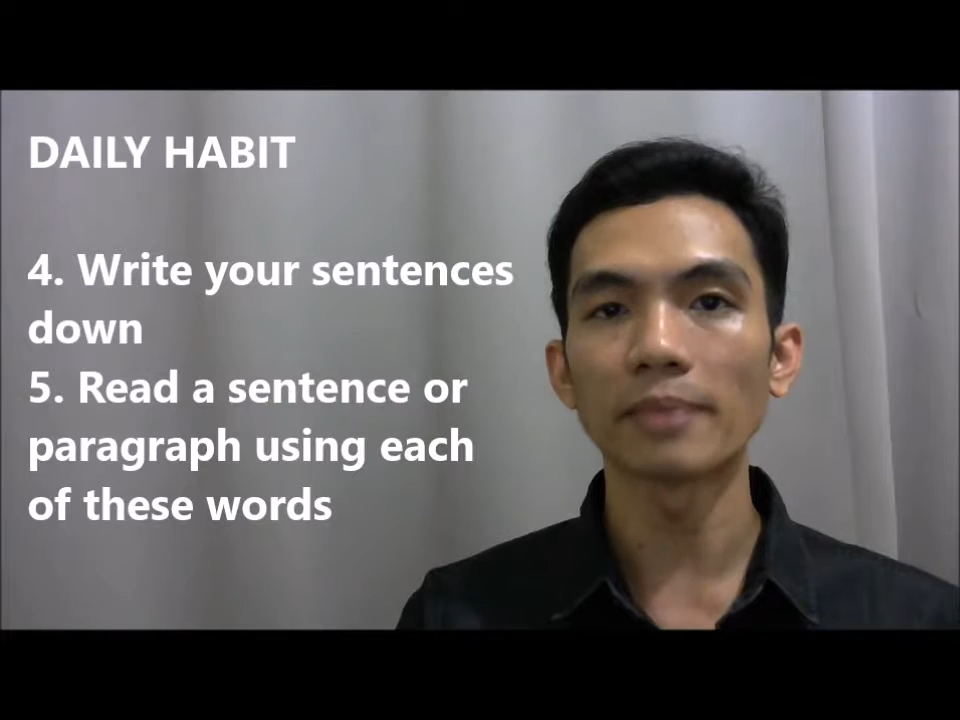 DAILY HABIT
4. Write your sentences
down
5. Read a sentence or
paragraph using each
of these words